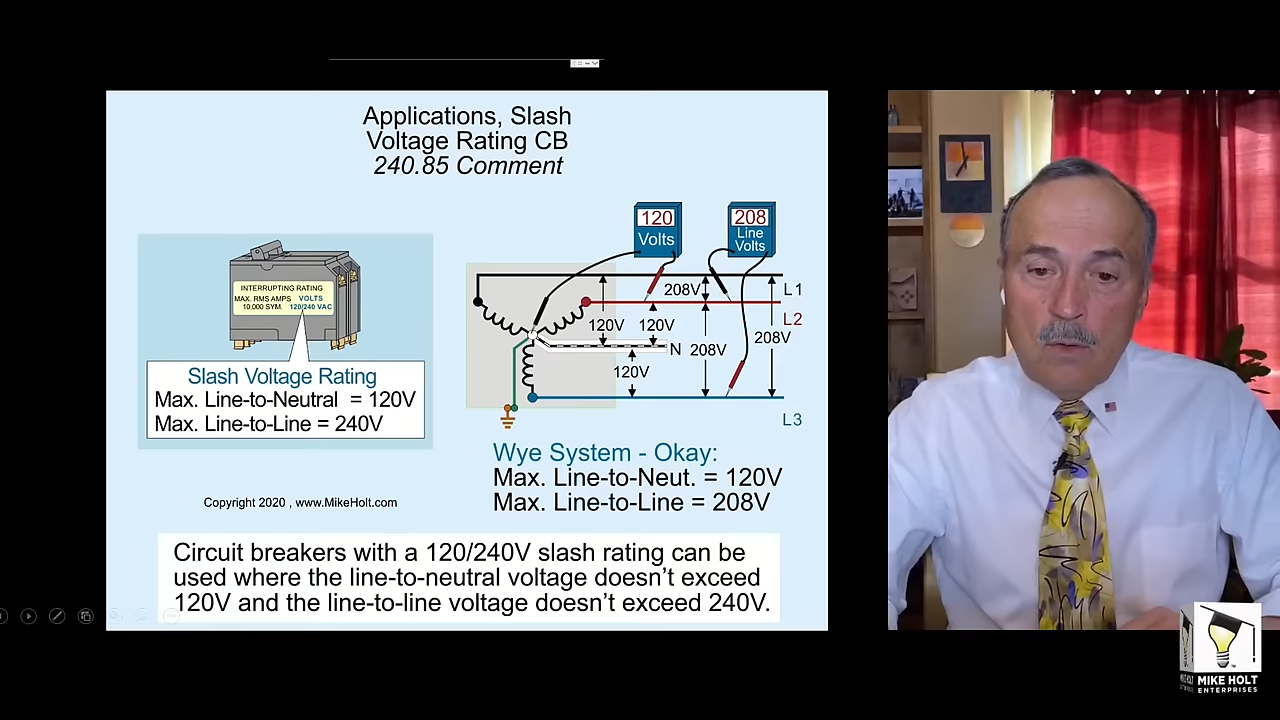 Applications, Slash
Voltage Rating CB
240.85 Comment
INTERRUPTING RATING
MAX. RMS AMPS VOLTS
10,000 SYM. 120/240 VAC
Slash Voltage Rating
Max. Line-to-Neutral = 120V
Max. Line-to-Line = 240V
120
Volts
208
Line
Volts
208V
L1
L2
120V
120V
208V
208V
N
120V
L3
Wye System - Okay:
Max. Line-to-Neut. = 120V
Max. Line-to-Line = 208V
Copyright 2020 , www.MikeHolt.com
Circuit breakers with a 120/240V slash rating can be
used where the line-to-neutral voltage doesn't exceed
120V and the line-to-line voltage doesn't exceed 240V.
MIKE HOLT
ENTERPRISES